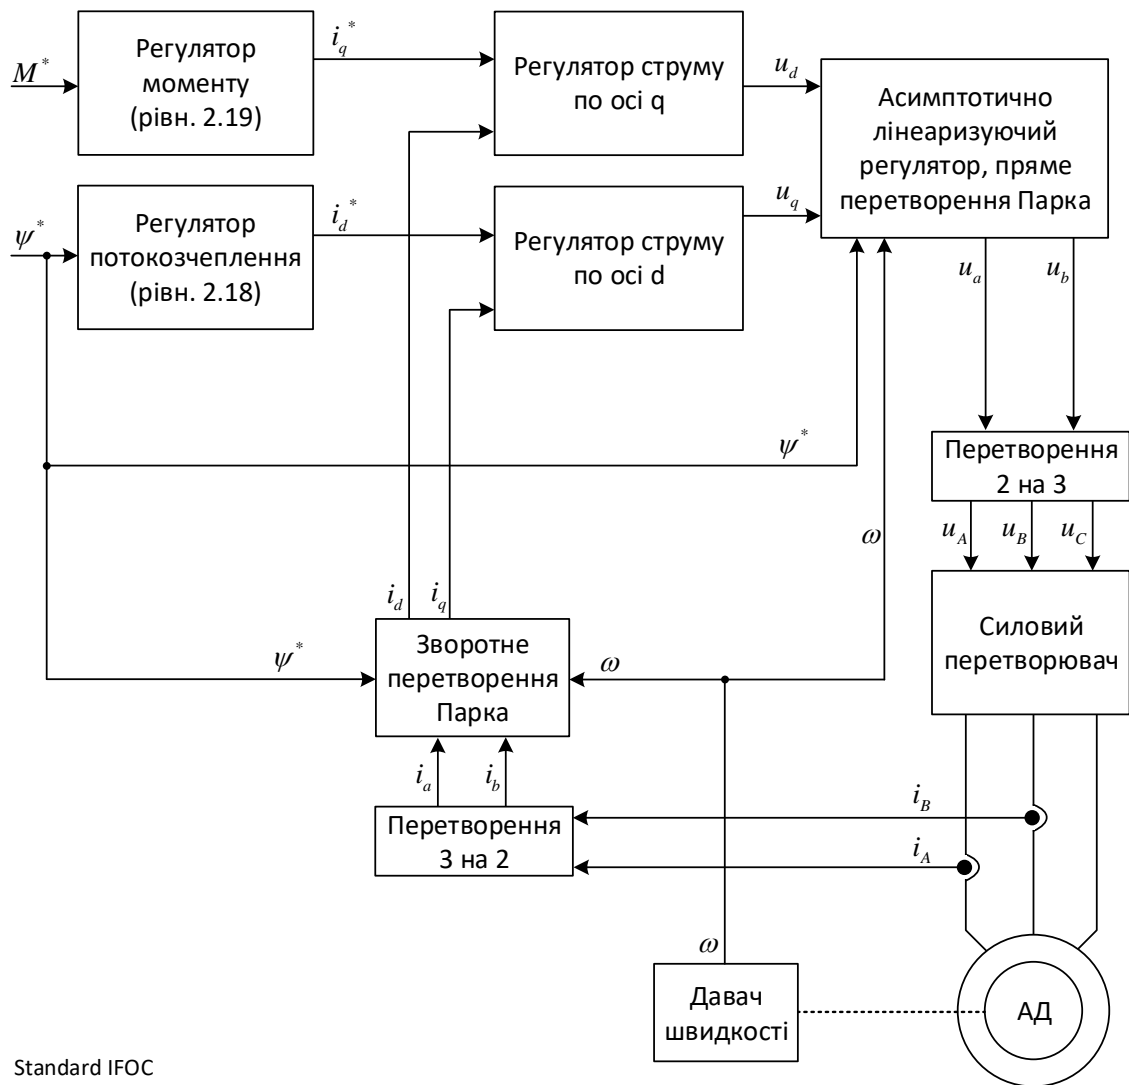 M*
Регулятор
моменту
(рівн. 2.19)
i_q*
Регулятор струму
по осі q
u_d
Асимптотично
лінеаризуючий
регулятор, пряме
перетворення Парка
ψ*
Регулятор
потокозчеплення
(рівн. 2.18)
i_d*
Регулятор струму
по осі d
u_q
u_a
u_b
ψ*
ω
Перетворення
2 на 3
u_A
u_B
u_C
Силовий
перетворювач
i_d
i_q
ψ*
Зворотне
перетворення
Парка
ω
i_a
i_b
Перетворення
3 на 2
i_B
i_A
ω
Давач
швидкості
АД
Standard IFOC